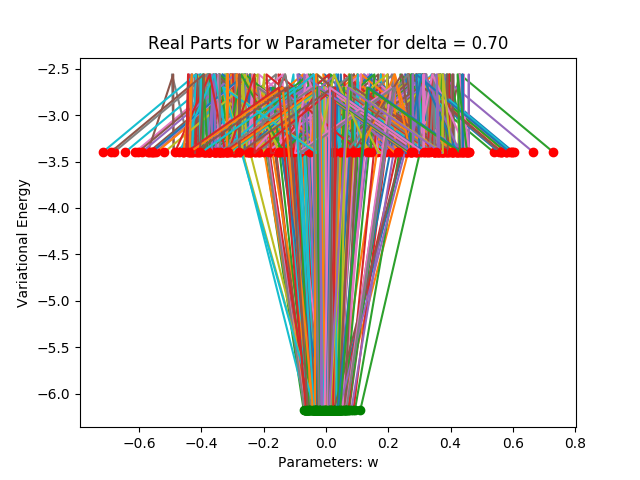 Real Parts for w Parameter for delta = 0.70
Variational Energy
−2.5
−3.0
−3.5
−4.0
−4.5
−5.0
−5.5
−6.0
−0.6 −0.4 −0.2 0.0 0.2 0.4 0.6 0.8
Parameters: w